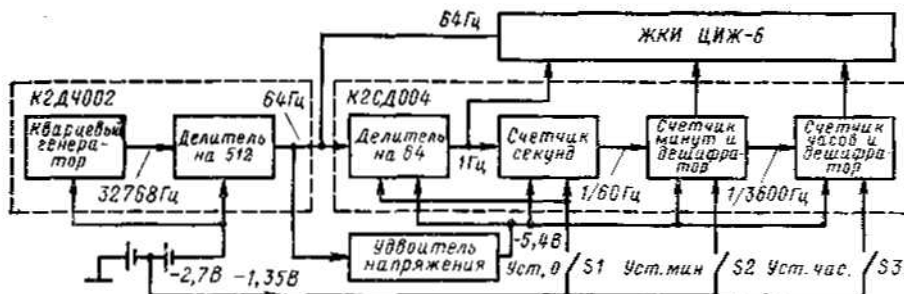 64Гц
ЖКИ ЦИЖ-6
К2ДЧ002
64Гц
К2СД004
Кварцевый
генера-
тор
Делитель
на 512
Делитель
на 64
Счетчик
секунд
Счетчик
минут и
дешифра-
тор
Счетчик
часов и
дешифра-
тор
1Гц
32768Гц
1/60Гц
1/3600Гц
-5,4В
-2,7В
-1,35В
Удвоитель
напряжения
Уст,0
S1
Уст.мин
S2
Уст.час.
S3